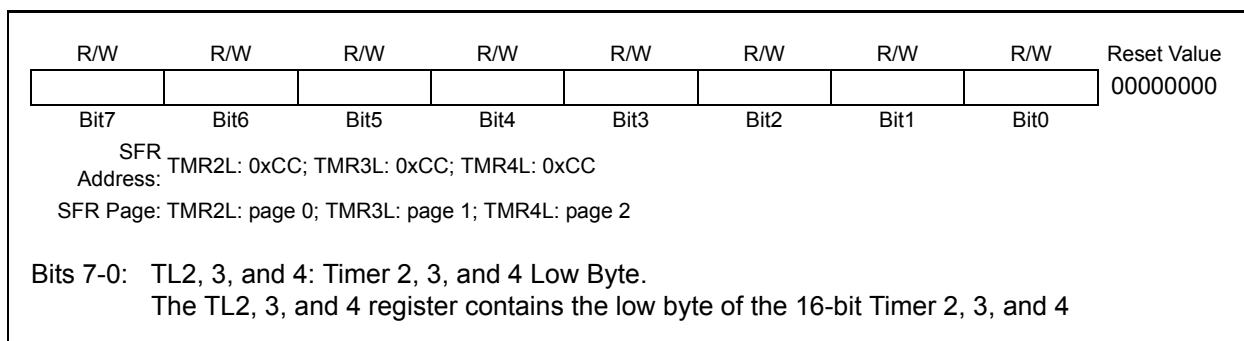 R/W R/W R/W R/W R/W R/W R/W R/W Reset Value
00000000
Bit7 Bit6 Bit5 Bit4 Bit3 Bit2 Bit1 Bit0
SFR Address: TMR2L: 0xCC; TMR3L: 0xCC; TMR4L: 0xCC
SFR Page: TMR2L: page 0; TMR3L: page 1; TMR4L: page 2
Bits 7-0: TL2, 3, and 4: Timer 2, 3, and 4 Low Byte.
The TL2, 3, and 4 register contains the low byte of the 16-bit Timer 2, 3, and 4